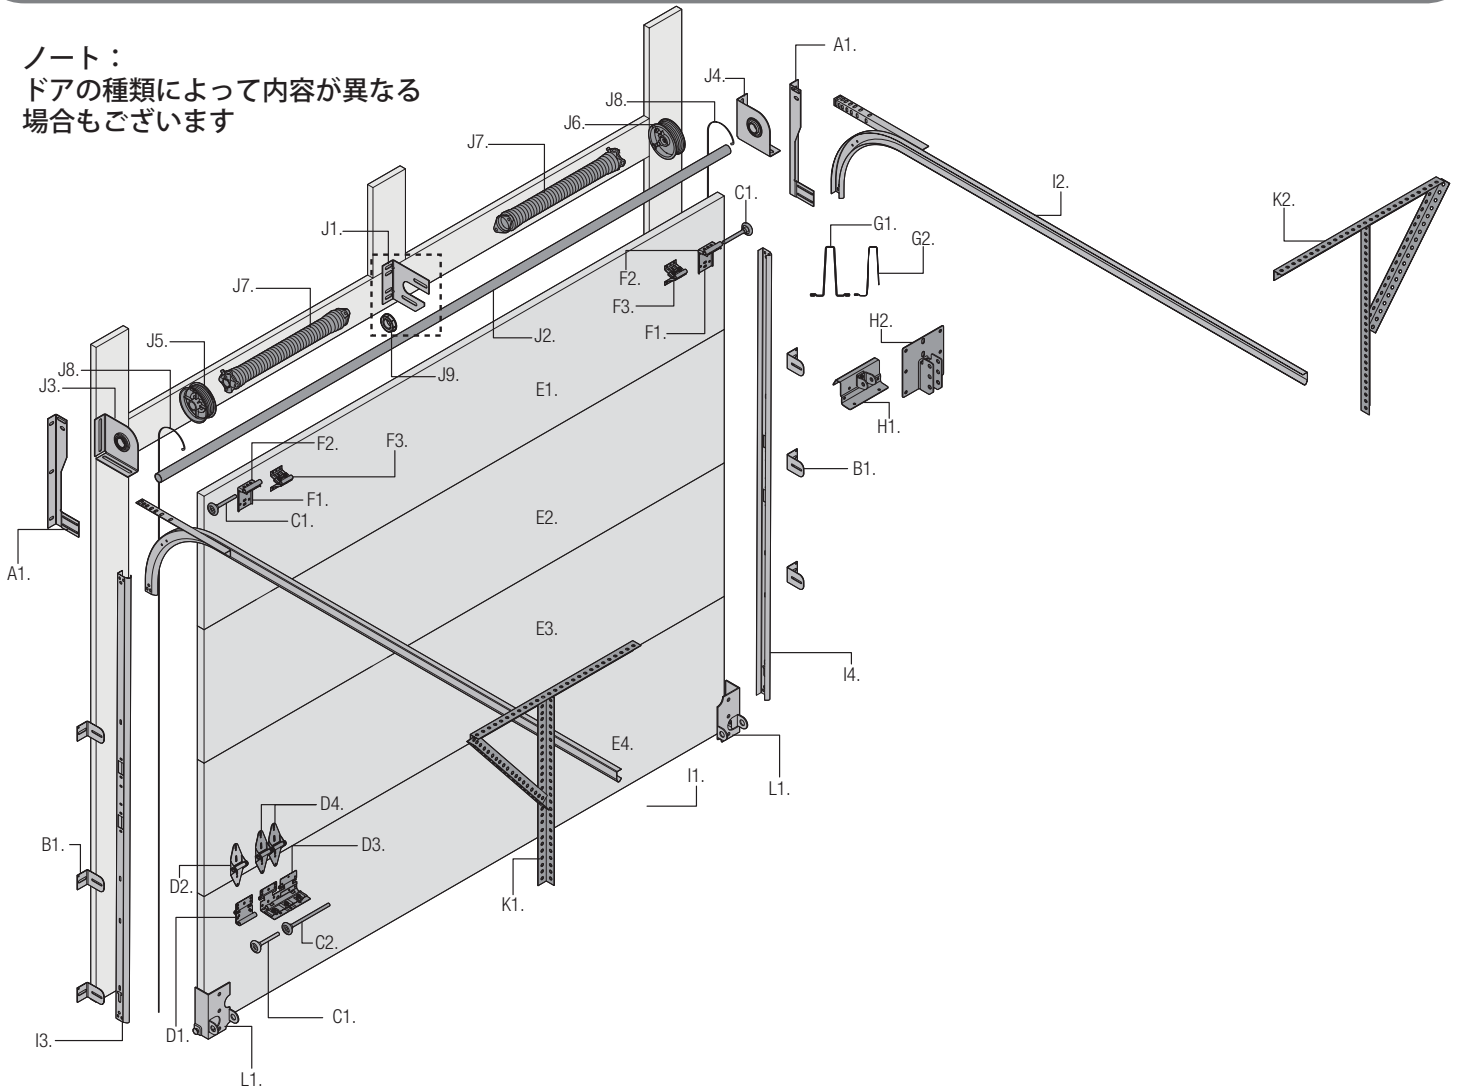 ノート：
ドアの種類によって内容が異なる
場合もございます
A1.
J4.
J8.
J6.
J7.
I2.
C1.
K2.
G1.
G2.
J1.
F2.
F3.
J7.
F1.
H2.
J2.
J5.
J8.
J9.
J3.
E1.
H1.
F2.
F3.
B1.
F1.
C1.
E2.
A1.
E3.
I4.
E4.
I1.
L1.
D4.
B1.
D3.
D2.
K1.
C2.
C1.
D1.
I3.
L1.